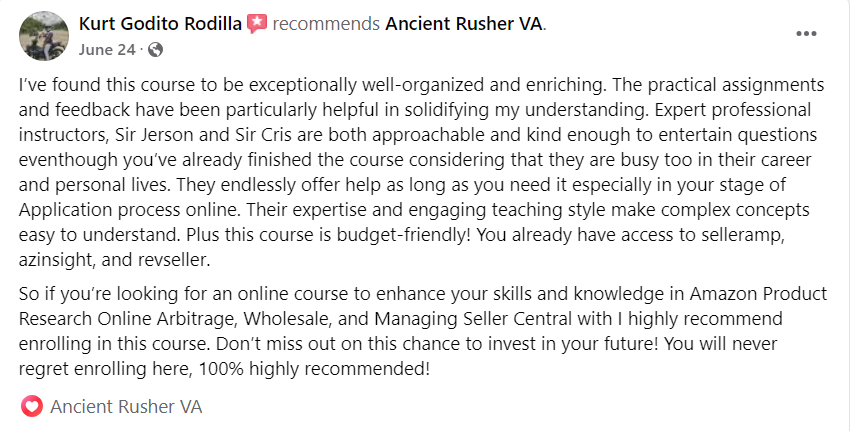 Kurt Godito Rodilla recommends Ancient Rusher VA.
June 24 ·
I've found this course to be exceptionally well-organized and enriching. The practical assignments
and feedback have been particularly helpful in solidifying my understanding. Expert professional
instructors, Sir Jerson and Sir Cris are both approachable and kind enough to entertain questions
eventhough you've already finished the course considering that they are busy too in their career
and personal lives. They endlessly offer help as long as you need it especially in your stage of
Application process online. Their expertise and engaging teaching style make complex concepts
easy to understand. Plus this course is budget-friendly! You already have access to selleramp,
azinsight, and revseller.
So if you're looking for an online course to enhance your skills and knowledge in Amazon Product
Research Online Arbitrage, Wholesale, and Managing Seller Central with I highly recommend
enrolling in this course. Don't miss out on this chance to invest in your future! You will never
regret enrolling here, 100% highly recommended!
Ancient Rusher VA